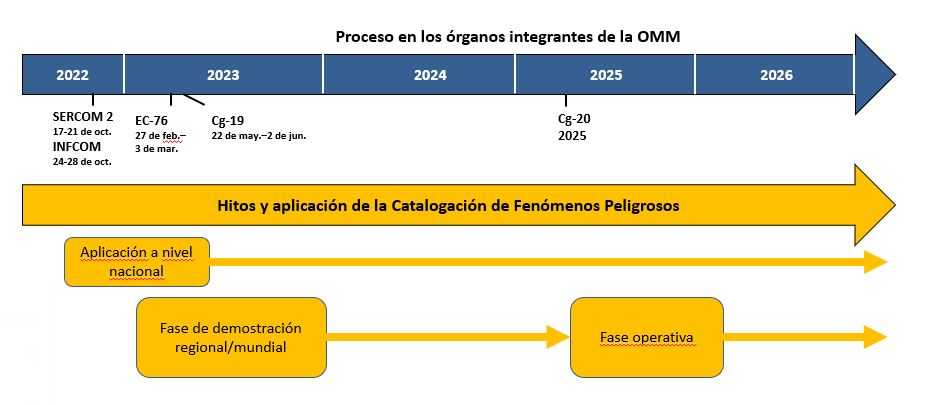 Proceso en los órganos integrantes de la OMM
2022
2023
2024
2025
2026
SERCOM 2
17-21 de oct.
INFCOM
24-28 de oct.
EC-76
27 de feb.–
3 de mar.
Cg-19
22 de may.–2 de jun.
Cg-20
2025
Hitos y aplicación de la Catalogación de Fenómenos Peligrosos
Aplicación a nivel
nacional
Fase de demostración
regional/mundial
Fase operativa